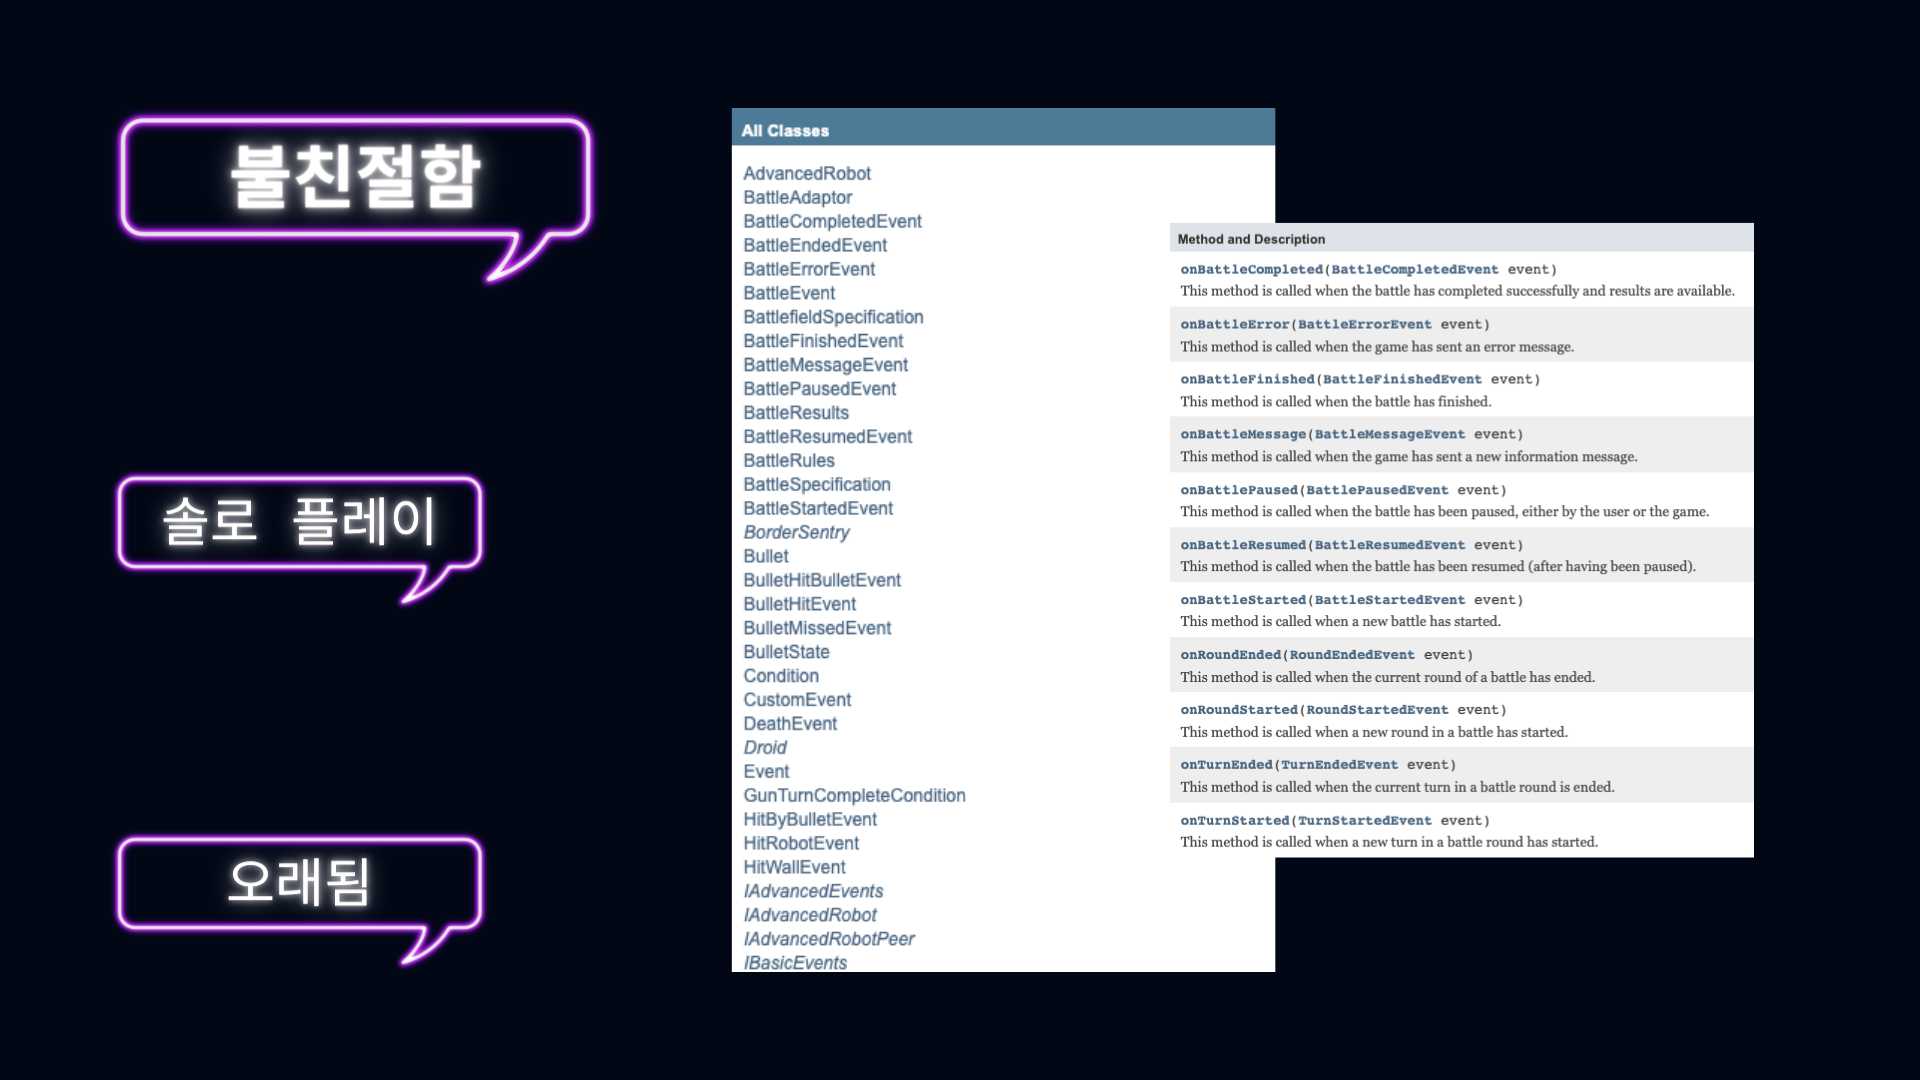 불친절함
솔로 플레이
오래됨
All Classes
AdvancedRobot
BattleAdaptor
BattleCompletedEvent
BattleEndedEvent
BattleErrorEvent
BattleEvent
BattlefieldSpecification
BattleFinishedEvent
BattleMessageEvent
BattlePausedEvent
BattleResults
BattleResumedEvent
BattleRules
BattleSpecification
BattleStartedEvent
BorderSentry
Bullet
BulletHitBulletEvent
BulletHitEvent
BulletMissedEvent
BulletState
Condition
CustomEvent
DeathEvent
Droid
Event
GunTurnCompleteCondition
HitByBulletEvent
HitRobotEvent
HitWallEvent
IAdvancedEvents
IAdvancedRobot
IAdvancedRobotPeer
IBasicEvents
Method and Description
onBattleCompleted(BattleCompletedEvent event)
This method is called when the battle has completed successfully and results are available.
onBattleError(BattleErrorEvent event)
This method is called when the game has sent an error message.
onBattleFinished(BattleFinishedEvent event)
This method is called when the battle has finished.
onBattleMessage(BattleMessageEvent event)
This method is called when the game has sent a new information message.
onBattlePaused(BattlePausedEvent event)
This method is called when the battle has been paused, either by the user or the game.
onBattleResumed(BattleResumedEvent event)
This method is called when the battle has been resumed (after having been paused).
onBattleStarted(BattleStartedEvent event)
This method is called when a new battle has started.
onRoundEnded(RoundEndedEvent event)
This method is called when the current round of a battle has ended.
onRoundStarted(RoundStartedEvent event)
This method is called when a new round in a battle has started.
onTurnEnded(TurnEndedEvent event)
This method is called when the current turn in a battle round is ended.
onTurnStarted(TurnStartedEvent event)
This method is called when a new turn in a battle round has started.